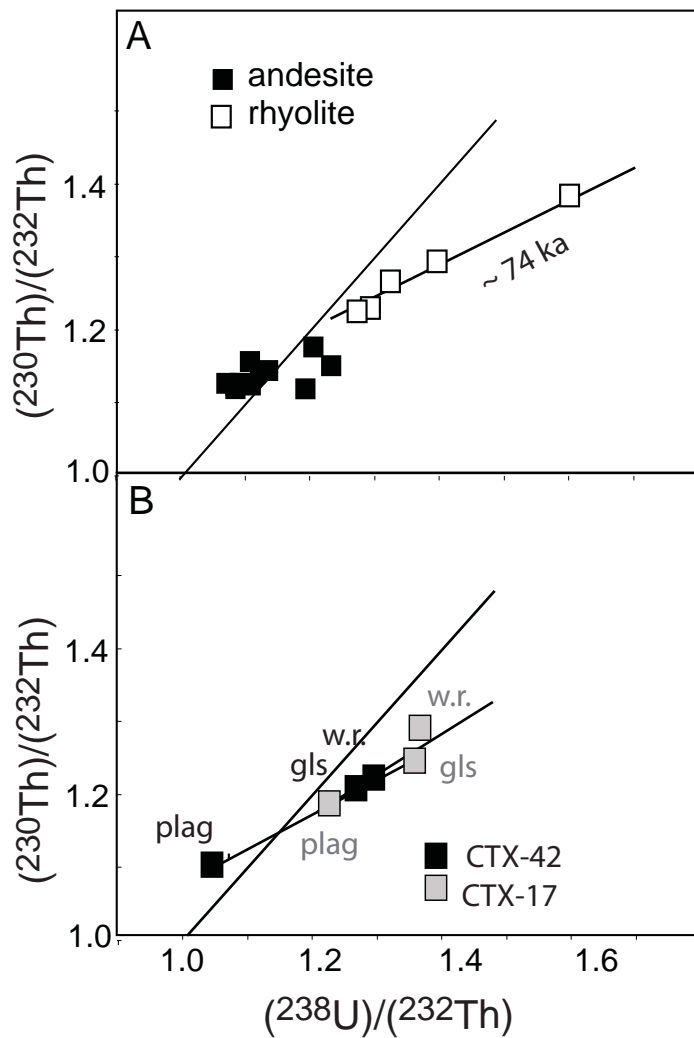 A
andesite
rhyolite
(²³⁰Th)/(²³²Th)
1.4
~ 74 ka
1.2
1.0
B
(²³⁰Th)/(²³²Th)
1.4
w.r.
w.r.
gls
gls
1.2
plag
plag
CTX-42
CTX-17
1.0
1.0 1.2 1.4 1.6
(²³⁸U)/(²³²Th)